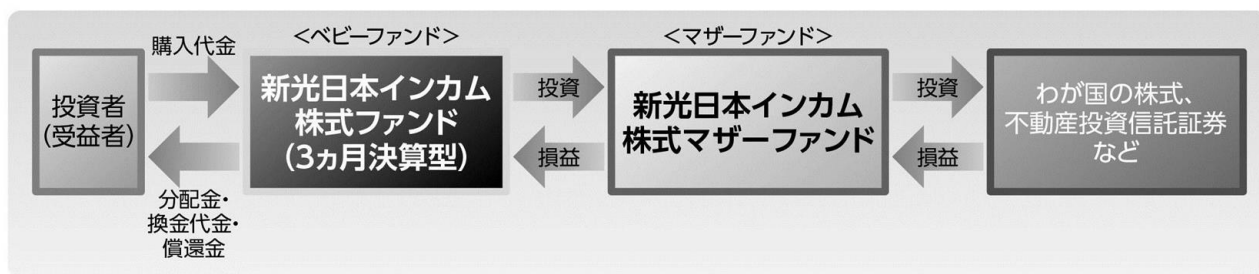 購入代金
投資者
(受益者)
分配金・
換金代金・
償還金
<ベビーファンド>
新光日本インカム
株式ファンド
(3ヵ月決算型)
投資
損益
<マザーファンド>
新光日本インカム
株式マザーファンド
投資
損益
わが国の株式、
不動産投資信託証券
など